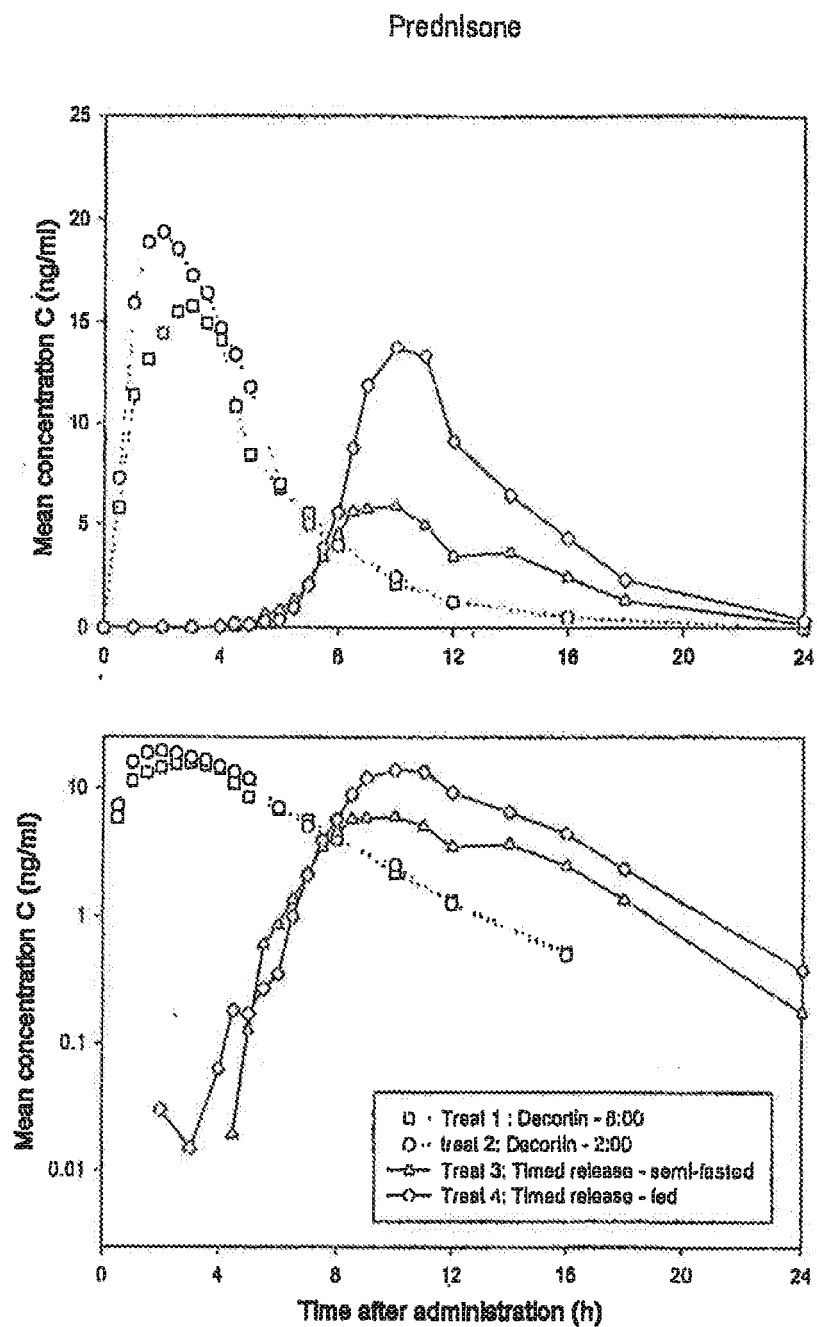 Prednisone
Mean concentration C (ng/ml)
25
20
15
10
5
0
0 4 8 12 16 20 24
Mean concentration C (ng/ml)
10
1
0.1
0.01
Treat 1 : Decortin - 8:00
treat 2: Decortin - 2:00
Treat 3: Timed release - semi-fasted
Treat 4: Timed release - fed
0 4 8 12 16 20 24
Time after administration (h)